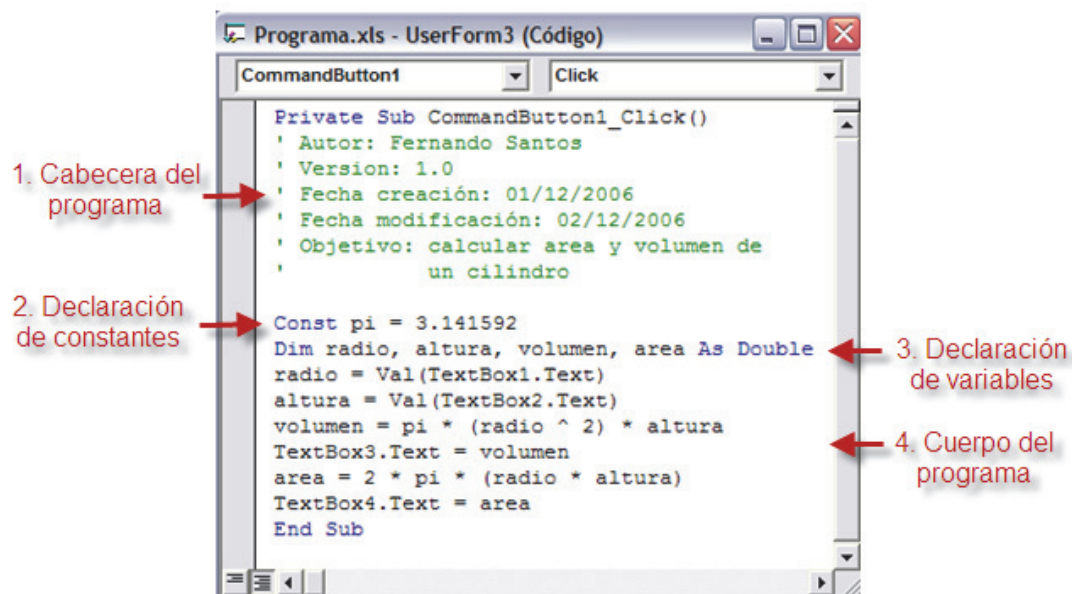 Programa.xls - UserForm3 (Código)
CommandButton1
Click
Private Sub CommandButton1_Click()
' Autor: Fernando Santos
' Version: 1.0
' Fecha creación: 01/12/2006
' Fecha modificación: 02/12/2006
' Objetivo: calcular area y volumen de
' un cilindro
Const pi = 3.141592
Dim radio, altura, volumen, area As Double
radio = Val(TextBox1.Text)
altura = Val(TextBox2.Text)
volumen = pi * (radio ^ 2) * altura
TextBox3.Text = volumen
area = 2 * pi * (radio * altura)
TextBox4.Text = area
End Sub
1. Cabecera del
programa
2. Declaración
de constantes
3. Declaración
de variables
4. Cuerpo del
programa